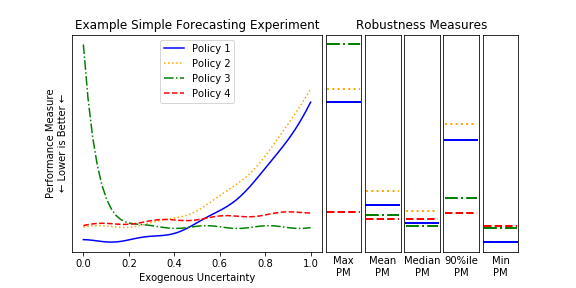 Example Simple Forecasting Experiment
Robustness Measures
Performance Measure
← Lower is Better ←
Policy 1
Policy 2
Policy 3
Policy 4
0.0 0.2 0.4 0.6 0.8 1.0
Exogenous Uncertainty
Max
PM
Mean
PM
Median
PM
90%ile
PM
Min
PM